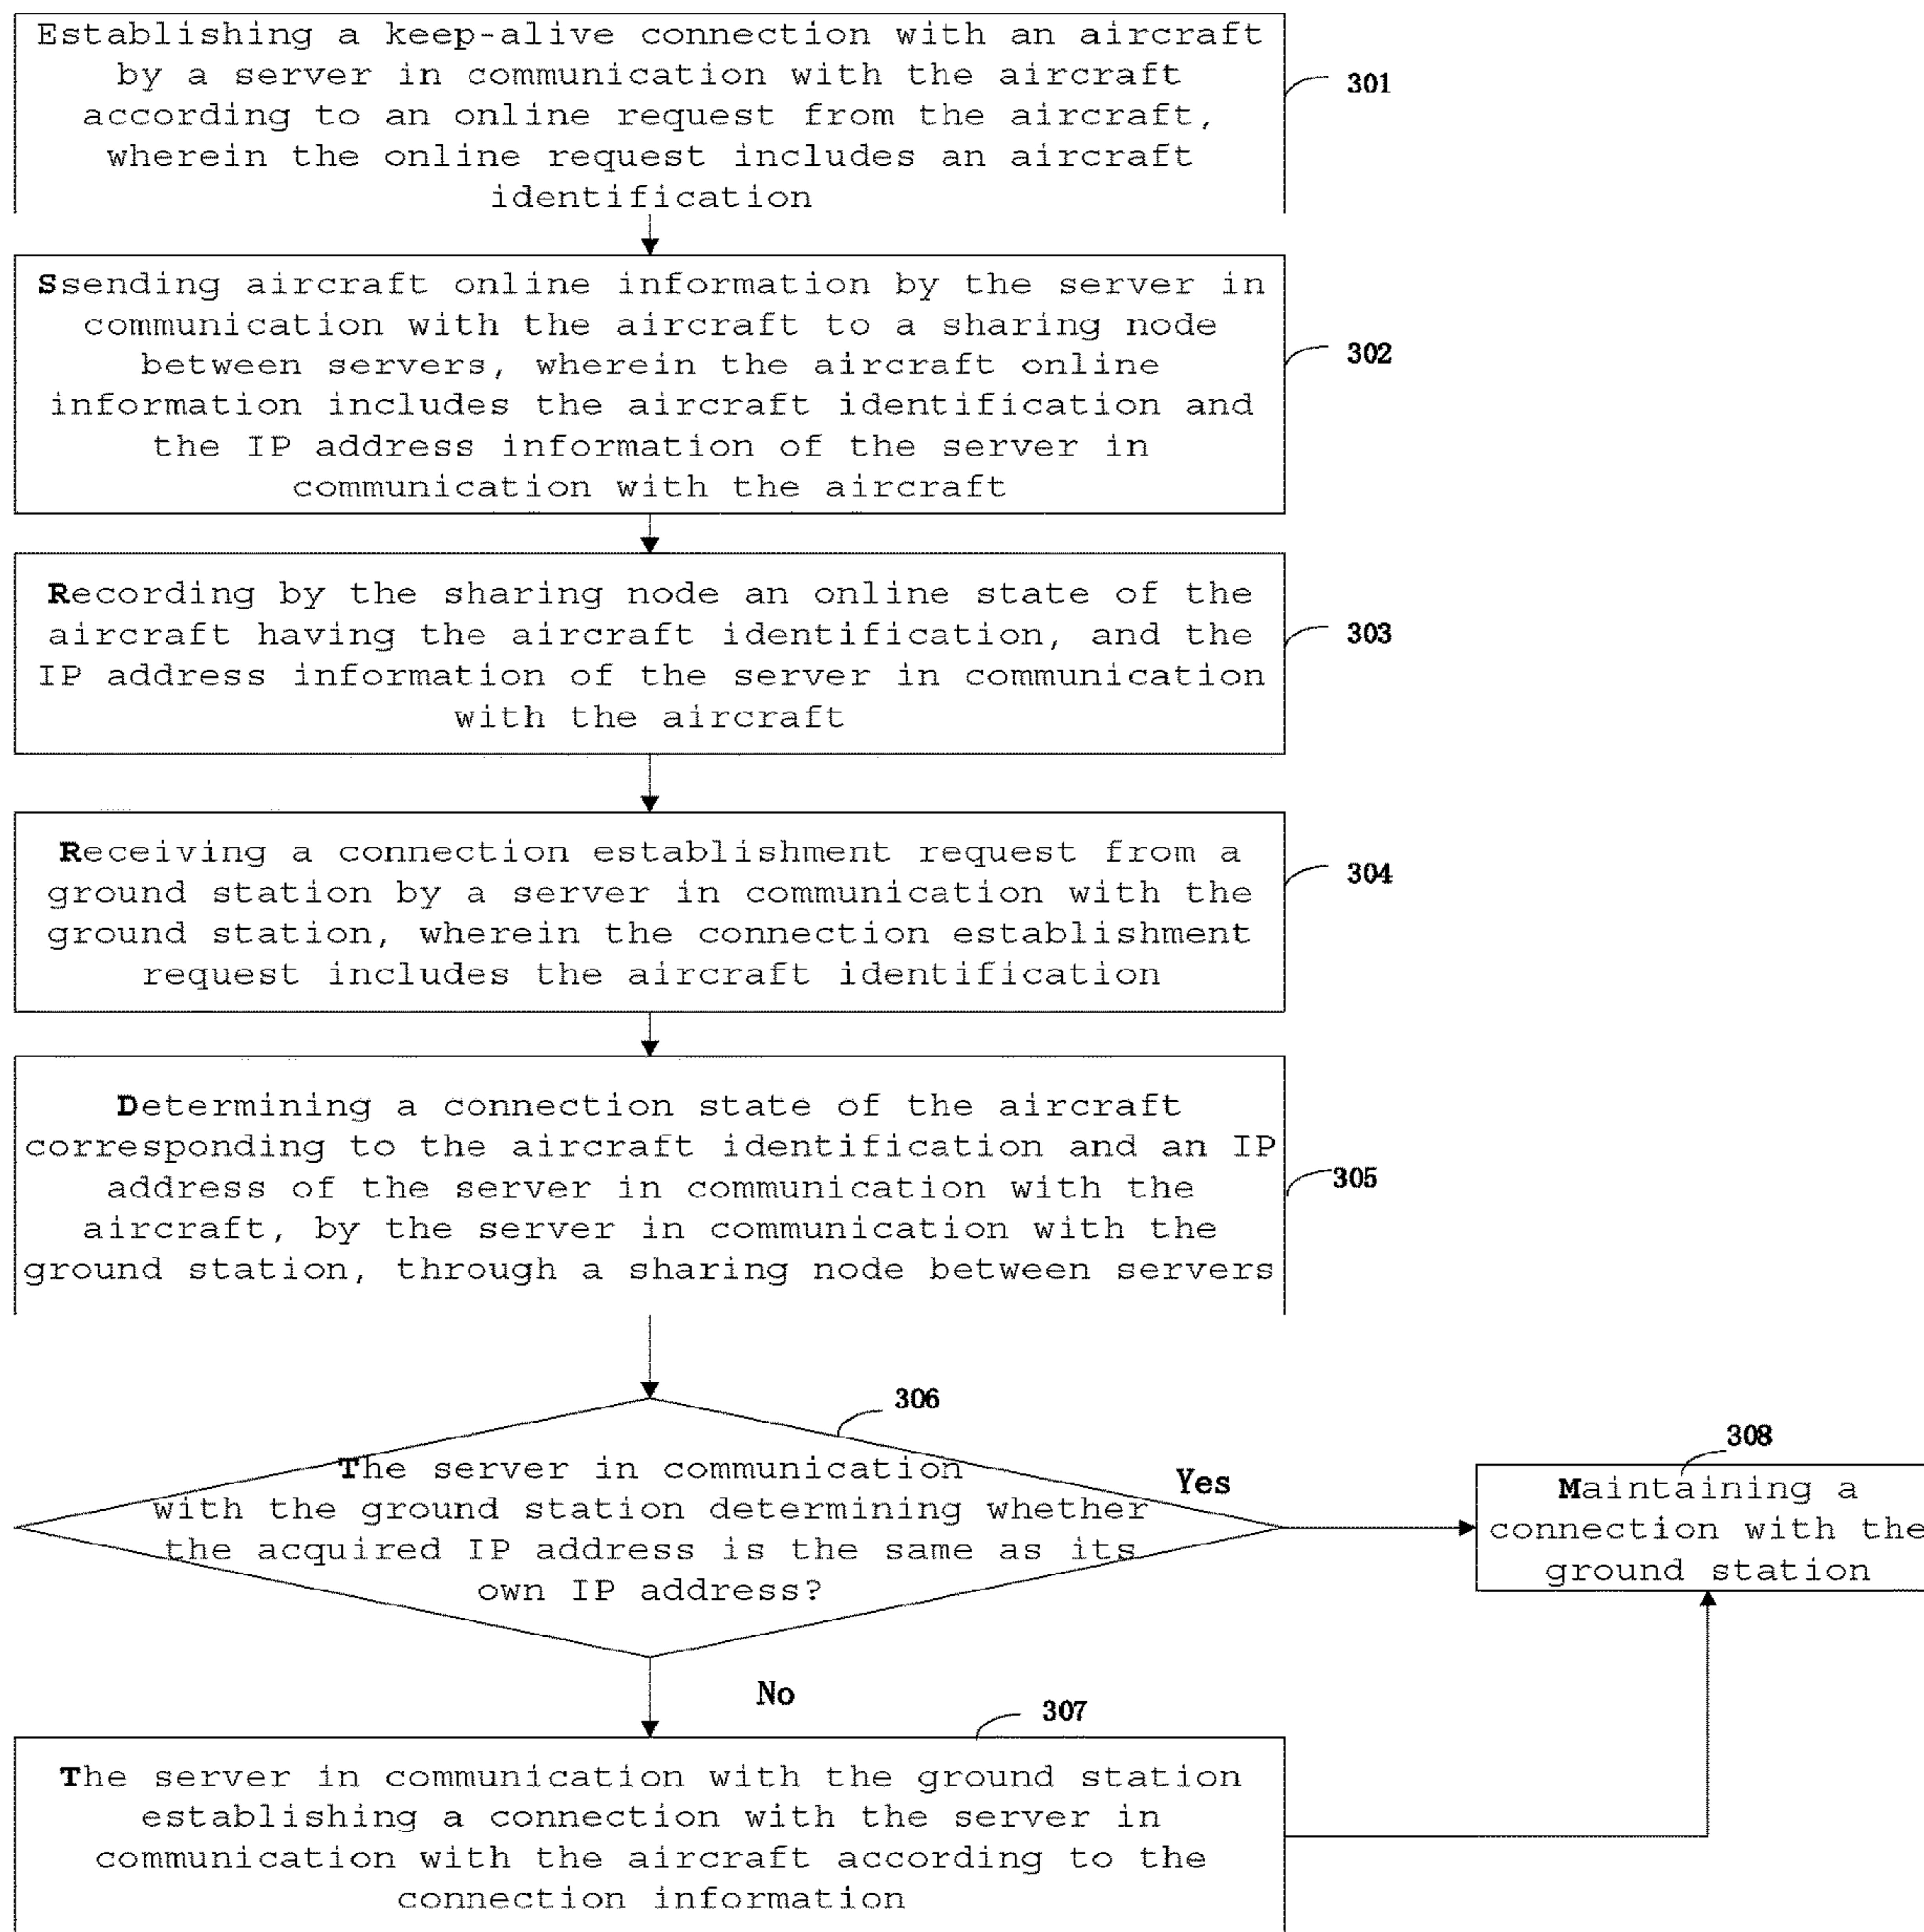 Establishing a keep-alive connection with an aircraft
by a server in communication with the aircraft
according to an online request from the aircraft,
wherein the online request includes an aircraft
identification
301
Ssending aircraft online information by the server in
communication with the aircraft to a sharing node
between servers, wherein the aircraft online
information includes the aircraft identification and
the IP address information of the server in
communication with the aircraft
302
Recording by the sharing node an online state of the
aircraft having the aircraft identification, and the
IP address information of the server in communication
with the aircraft
303
Receiving a connection establishment request from a
ground station by a server in communication with the
ground station, wherein the connection establishment
request includes the aircraft identification
304
Determining a connection state of the aircraft
corresponding to the aircraft identification and an IP
address of the server in communication with the
aircraft, by the server in communication with the
ground station, through a sharing node between servers
305
306
The server in communication
with the ground station determining whether
the acquired IP address is the same as its
own IP address?
Yes
308
Maintaining a
connection with the
ground station
No
307
The server in communication with the ground station
establishing a connection with the server in
communication with the aircraft according to the
connection information